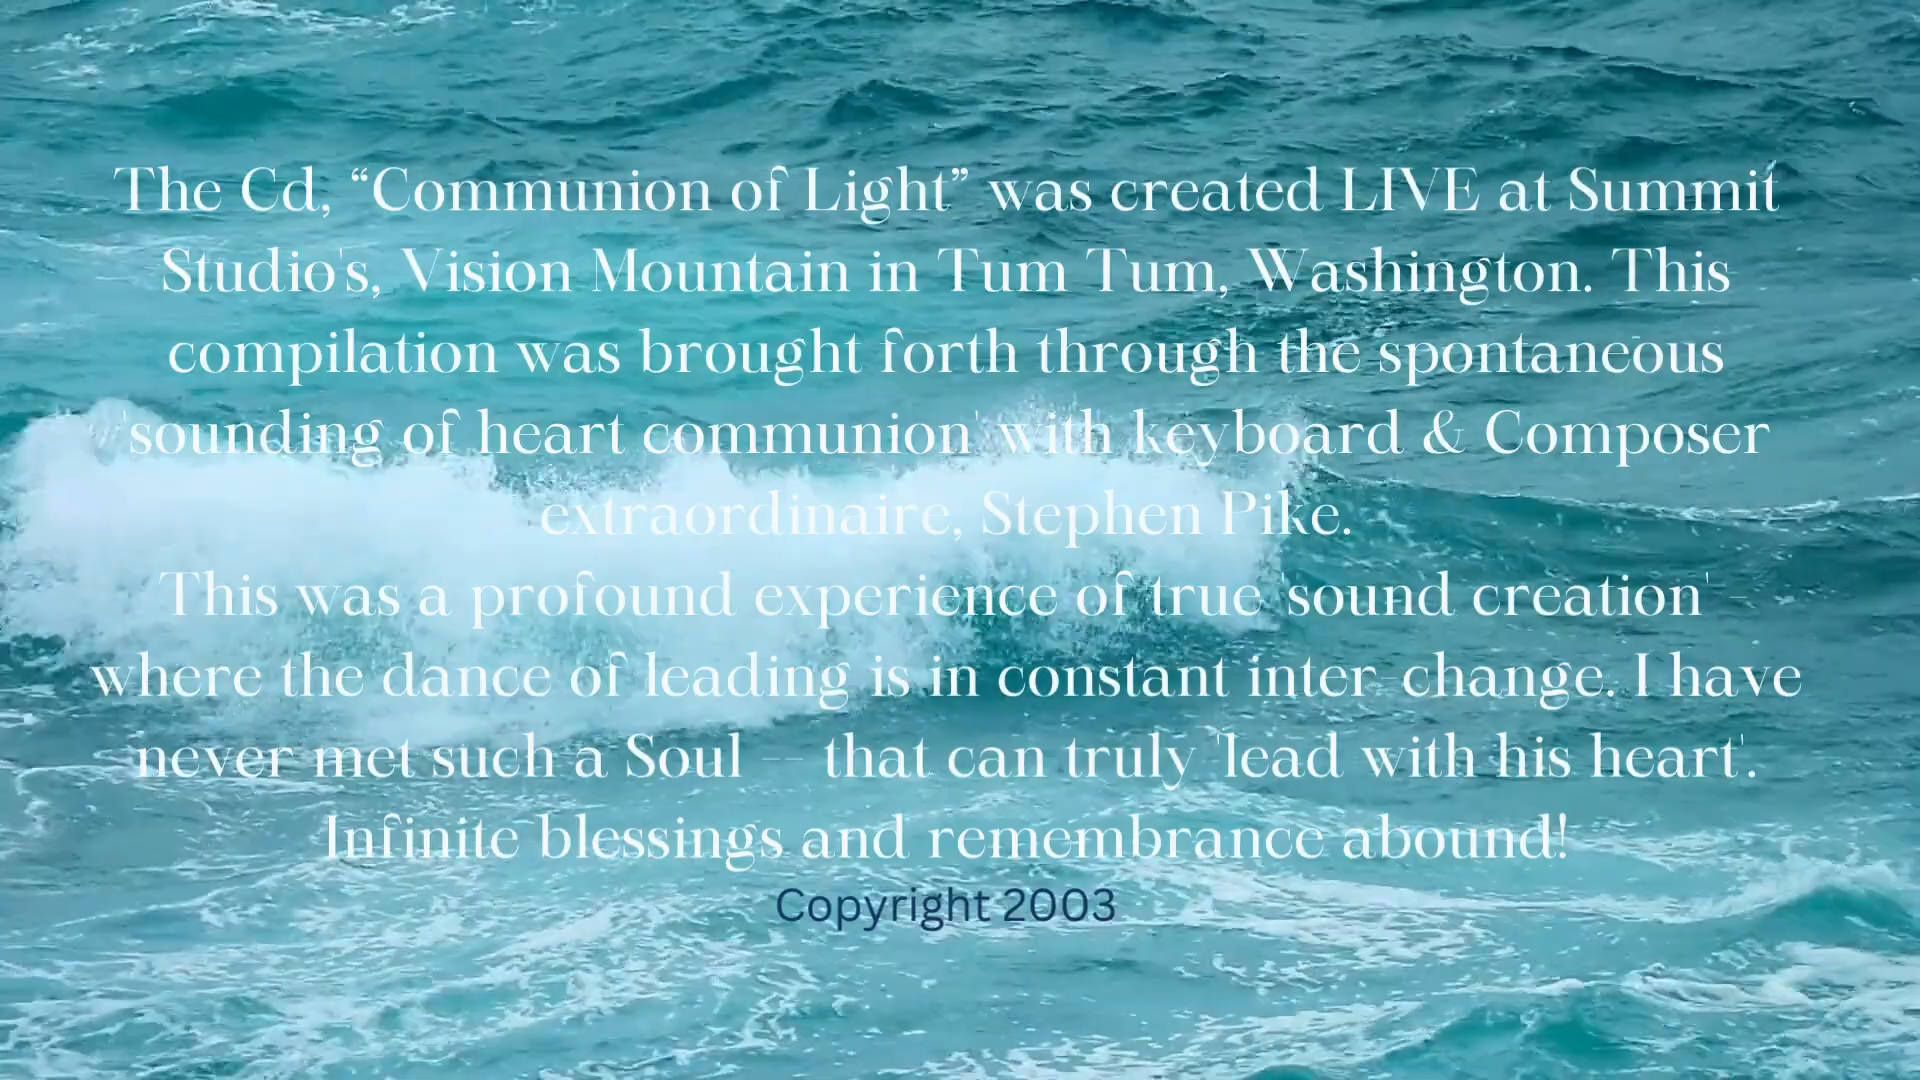 The Cd, “Communion of Light” was created LIVE at Summit
Studio's, Vision Mountain in Tum Tum, Washington. This
compilation was brought forth through the spontaneous
'sounding of heart communion' with keyboard & Composer
extraordinaire, Stephen Pike.
This was a profound experience of true 'sound creation' -
where the dance of leading is in constant inter-change. I have
never met such a Soul -- that can truly 'lead with his heart'.
Infinite blessings and remembrance abound!
Copyright 2003